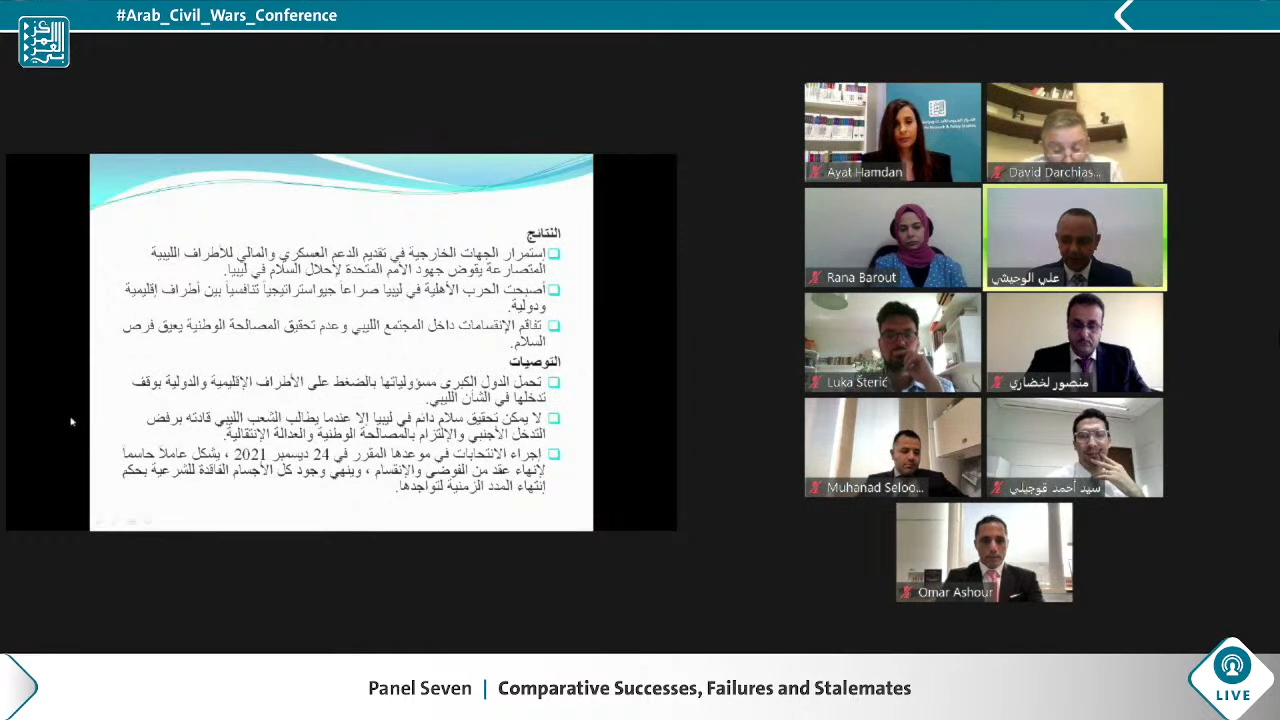 #Arab_Civil_Wars_Conference
النتائج
إستمرار الجهات الخارجية في تقديم الدعم العسكري والمالي للأطراف الليبية
المتصارعة يقوض جهود الأمم المتحدة لإحلال السلام في ليبيا.
أصبحت الحرب الأهلية في ليبيا صراعاً جيواستراتيجياً تنافسياً بين أطراف إقليمية
ودولية.
تفاقم الإنقسامات داخل المجتمع الليبي وعدم تحقيق المصالحة الوطنية يعيق فرص
السلام.
التوصيات
تحمل الدول الكبرى مسؤولياتها بالضغط على الأطراف الإقليمية والدولية بوقف
تدخلها في الشأن الليبي.
لا يمكن تحقيق سلام دائم في ليبيا إلا عندما يطالب الشعب الليبي قادته برفض
التدخل الأجنبي والإلتزام بالمصالحة الوطنية والعدالة الإنتقالية.
إجراء الانتخابات في موعدها المقرر في 24 ديسمبر 2021 ، يشكل عاملاً حاسماً
لإنهاء عقد من الفوضى والإنقسام ، وينهي وجود كل الأجسام الفاقدة للشرعية بحكم
إنتهاء المدد الزمنية لتواجدها.
Ayat Hamdan
David Darchias...
Rana Barout
علي الوحيشي
Luka Šterić
منصور لخضاري
Muhanad Seloo...
سيد أحمد قوجيلي
Omar Ashour
Panel Seven | Comparative Successes, Failures and Stalemates
LIVE